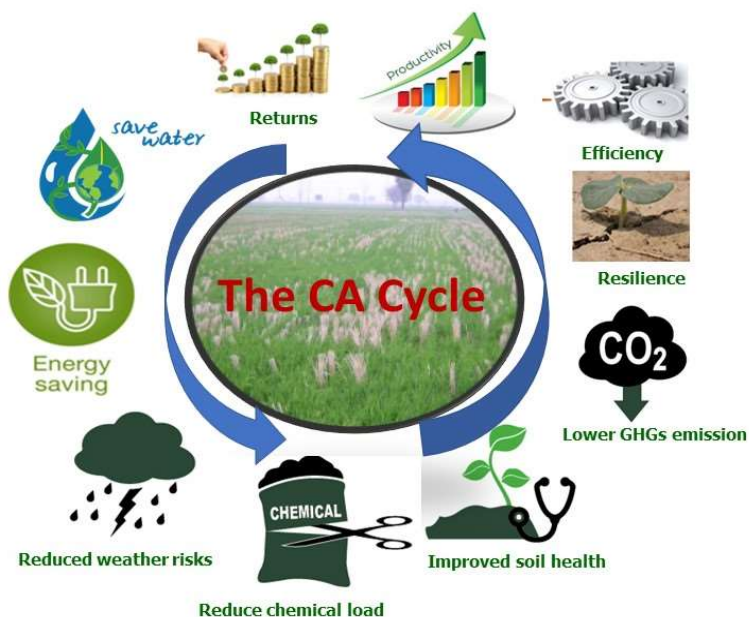 Returns
Productivity
Efficiency
save
water
Resilience
The CA Cycle
Energy
saving
CO2
Lower GHGs emission
Reduced weather risks
CHEMICAL
Reduce chemical load
Improved soil health